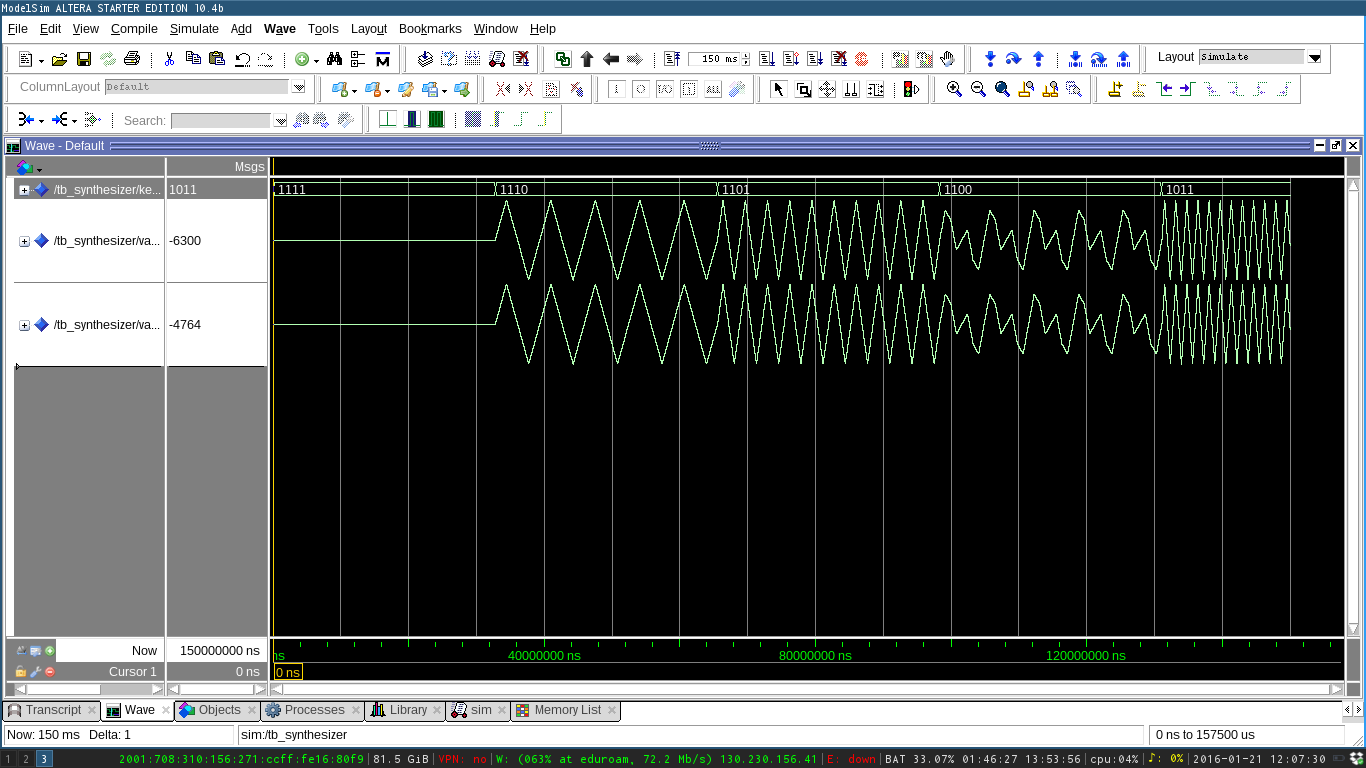 ModelSim ALTERA STARTER EDITION 10.4b
File Edit View Compile Simulate Add Wave Tools Layout Bookmarks Window Help
150 ms Layout Simulate
ColumnLayout Default
ALL
Search:
Wave - Default
Msgs
/tb_synthesizer/ke... 1011 1111 1110 1101 1100 1011
/tb_synthesizer/va... -6300
/tb_synthesizer/va... -4764
Now 150000000 ns ns 40000000 ns 80000000 ns 120000000 ns
Cursor 1 0 ns 0 ns
Transcript Wave Objects Processes Library sim Memory List
Now: 150 ms Delta: 1 sim:/tb_synthesizer 0 ns to 157500 us
1 2 3 2001:708:310:156:271:ccff:fe16:80f9 81.5 GiB VPN: no W: (063% at eduroam, 72.2 Mb/s) 130.230.156.41 E: down BAT 33.07% 01:46:27 13:53:56 cpu:04% ♪: 0% 2016-01-21 12:07:30